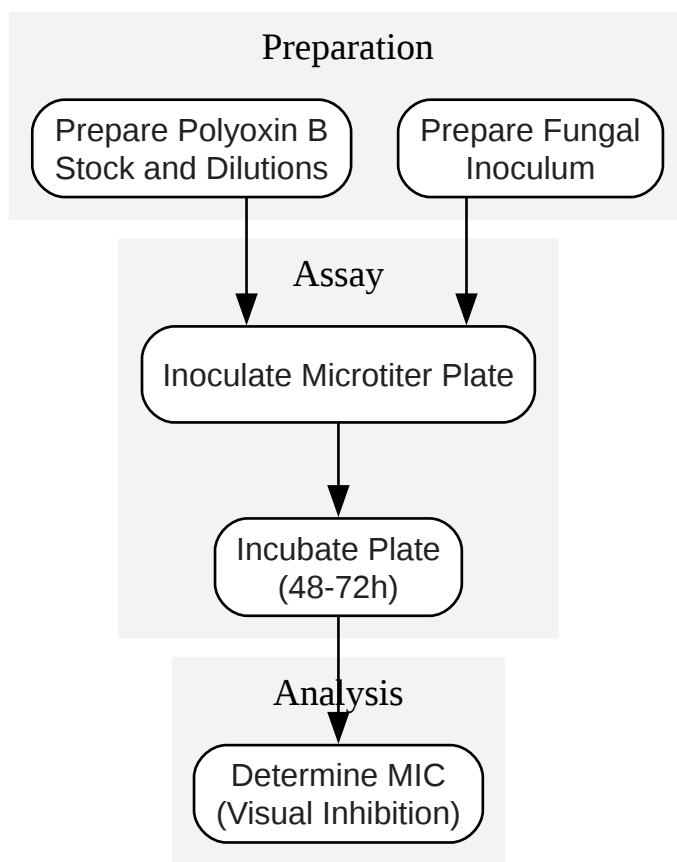 Preparation
Prepare Polyoxin B
Stock and Dilutions
Prepare Fungal
Inoculum
Assay
Inoculate Microtiter Plate
Incubate Plate
(48-72h)
Analysis
Determine MIC
(Visual Inhibition)